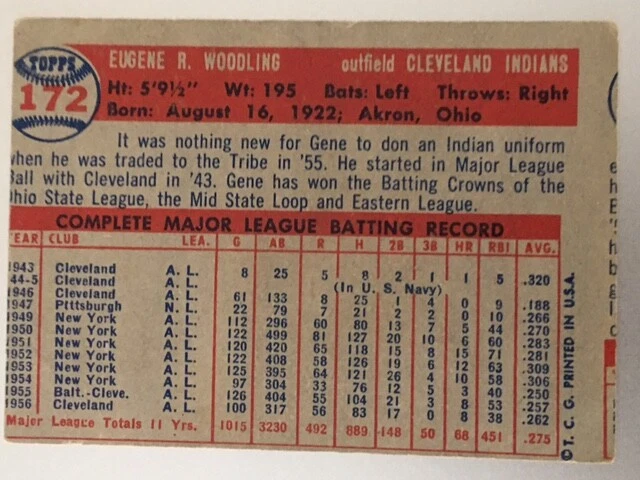 TOPPS
172
EUGENE R. WOODLING outfield CLEVELAND INDIANS
Ht: 5'9½" Wt: 195 Bats: Left Throws: Right
Born: August 16, 1922; Akron, Ohio
It was nothing new for Gene to don an Indian uniform
hen he was traded to the Tribe in '55. He started in Major League
all with Cleveland in '43. Gene has won the Batting Crowns of the
hio State League, the Mid State Loop and Eastern League.
COMPLETE MAJOR LEAGUE BATTING RECORD
EAR CLUB LEA. G AB R H 2B 3B HR RBI AVG.
1943 Cleveland A. L. 8 25 5 8 2 1 1 5 .320
44-5 Cleveland A. L. (In U. S. Navy)
1946 Cleveland A. L. 61 133 8 25 1 4 0 9 .188
1947 Pittsburgh N. L. 22 79 7 21 2 2 0 10 .266
1949 New York A. L. 112 296 60 80 13 7 5 44 .270
1950 New York A. L. 122 499 81 127 20 10 6 60 .283
1951 New York A. L. 120 420 65 118 15 8 15 71 .281
1952 New York A. L. 122 408 58 126 19 6 12 63 .309
1953 New York A. L. 125 395 64 121 26 4 10 58 .306
1954 New York A. L. 97 304 33 76 12 5 3 40 .250
1955 Balt.-Cleve. A. L. 126 404 55 104 21 3 8 53 .257
1956 Cleveland A. L. 100 317 56 83 17 0 8 38 .262
Major League Totals 11 Yrs. 1015 3230 492 889 148 50 68 451 .275
©T. C. G. PRINTED IN U.S.A.